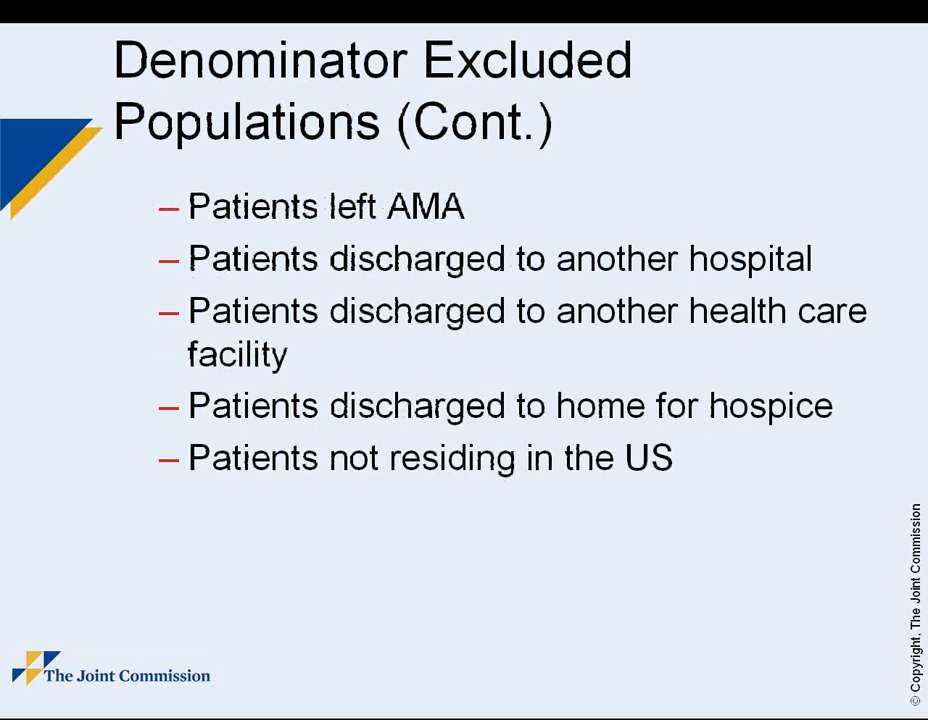 Denominator Excluded
Populations (Cont.)
– Patients left AMA
– Patients discharged to another hospital
– Patients discharged to another health care
facility
– Patients discharged to home for hospice
– Patients not residing in the US
© Copyright, The Joint Commission
The Joint Commission